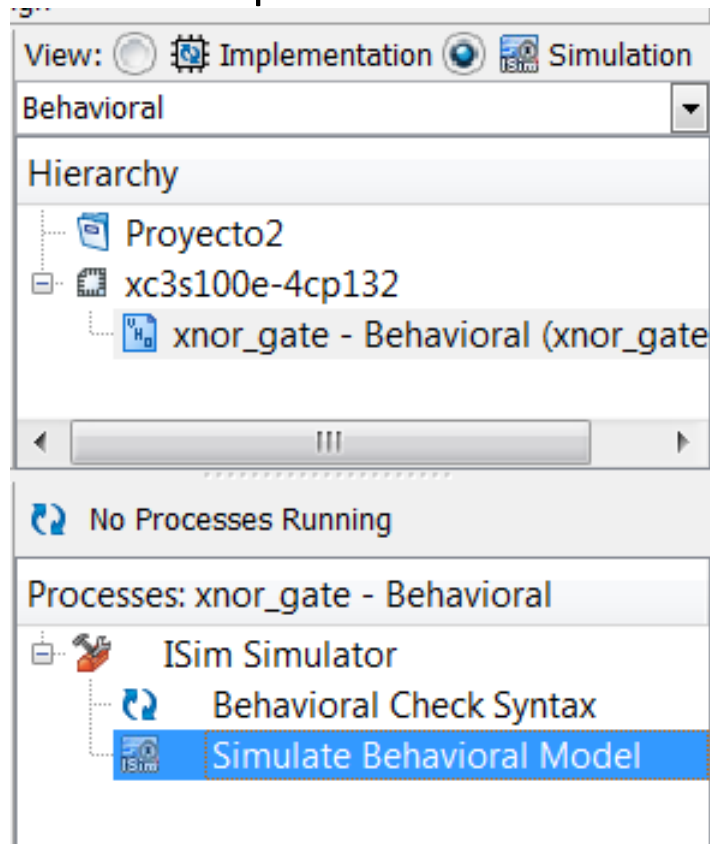 View: Implementation Simulation
Behavioral
Hierarchy
Proyecto2
xc3s100e-4cp132
xnor_gate - Behavioral (xnor_gate
No Processes Running
Processes: xnor_gate - Behavioral
ISim Simulator
Behavioral Check Syntax
Simulate Behavioral Model